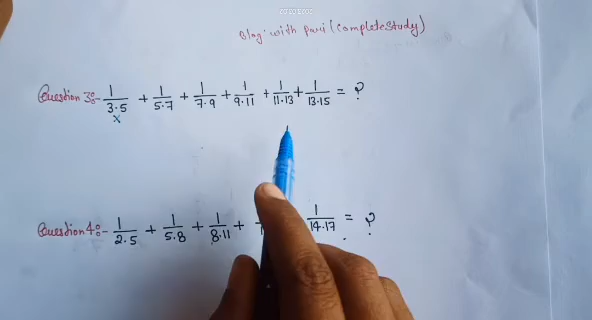 Blog: with pari (complete study)
Question 3:- 1/3.5 + 1/5.7 + 1/7.9 + 1/9.11 + 1/11.13 + 1/13.15 = ?
x
Question 4:- 1/2.5 + 1/5.8 + 1/8.11 + 1/14.17 = ?